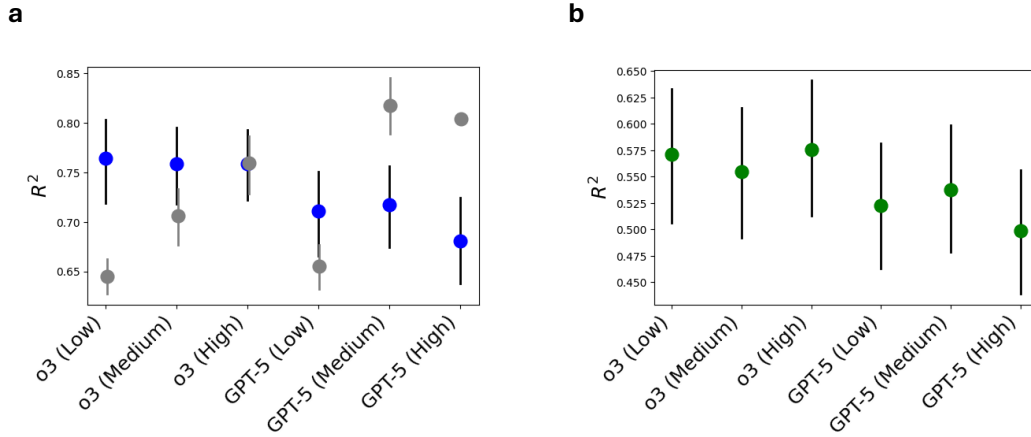 a
b
0.85
0.80
0.75
0.70
0.65
R²
o3 (Low)
o3 (Medium)
o3 (High)
GPT-5 (Low)
GPT-5 (Medium)
GPT-5 (High)
0.650
0.625
0.600
0.575
0.550
0.525
0.500
0.475
0.450
R²
o3 (Low)
o3 (Medium)
o3 (High)
GPT-5 (Low)
GPT-5 (Medium)
GPT-5 (High)